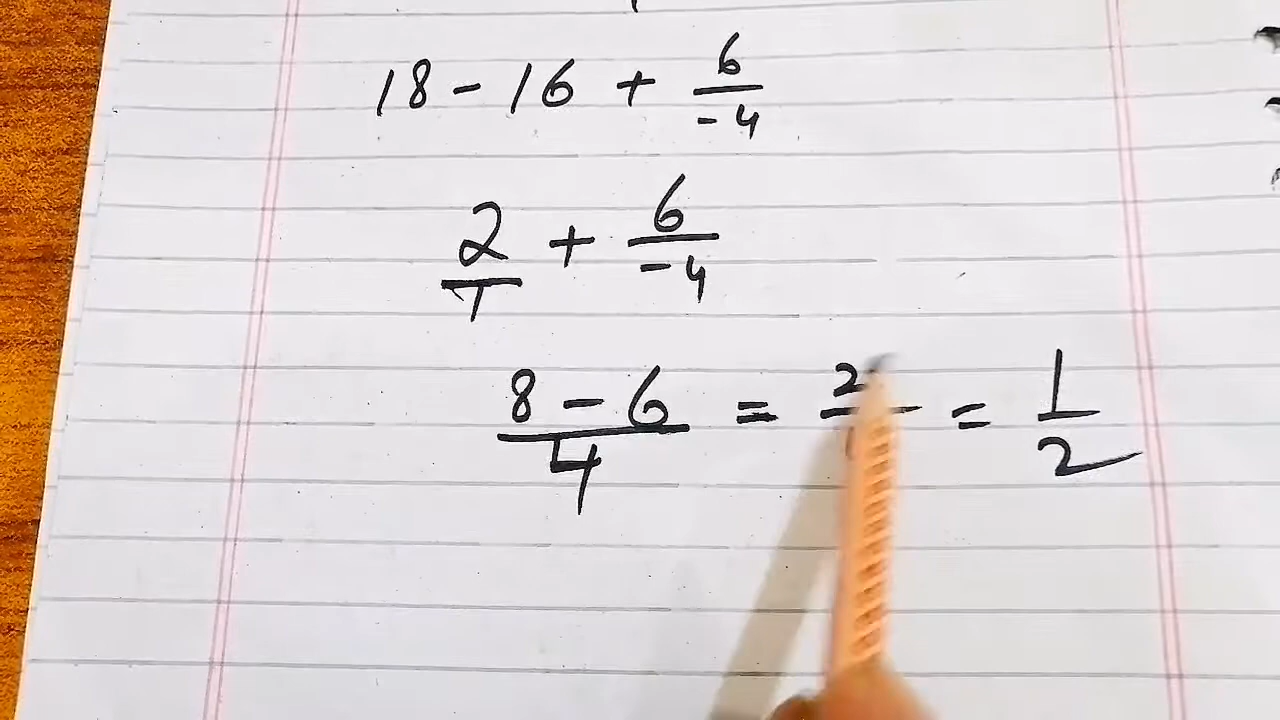 18 - 16 + 6/-4
2/1 + 6/-4
8 - 6/4 = 2/ = 1/2